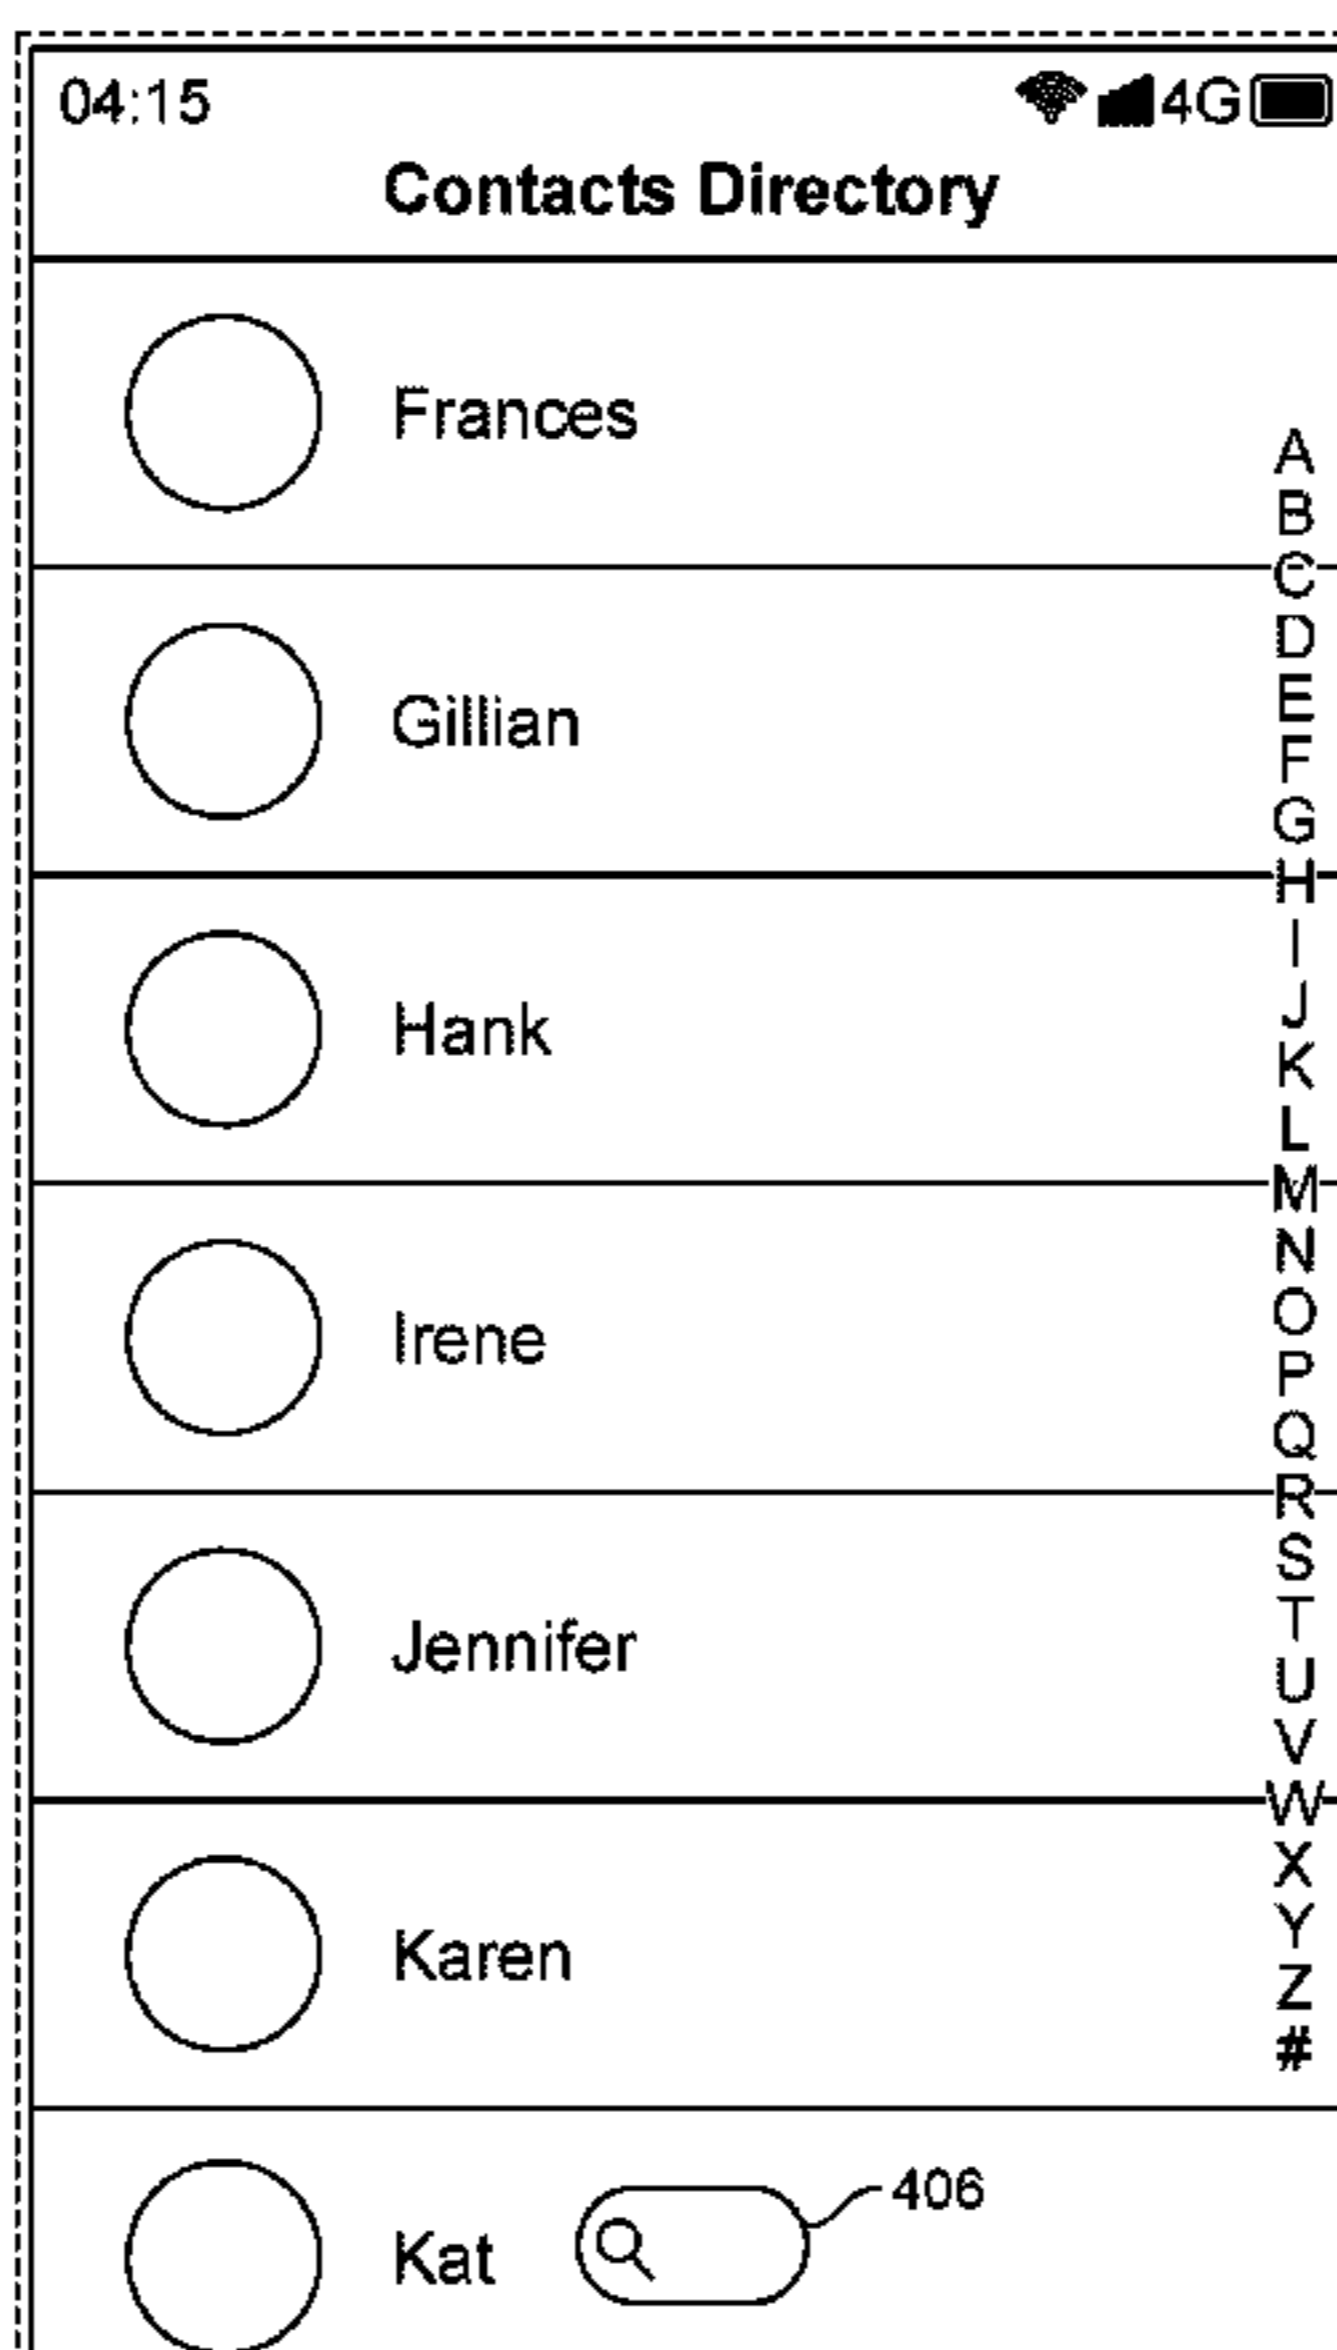 04:15 4G
Contacts Directory
Frances
Gillian
Hank
Irene
Jennifer
Karen
Kat 406
A
B
C
D
E
F
G
H
I
J
K
L
M
N
O
P
Q
R
S
T
U
V
W
X
Y
Z
#